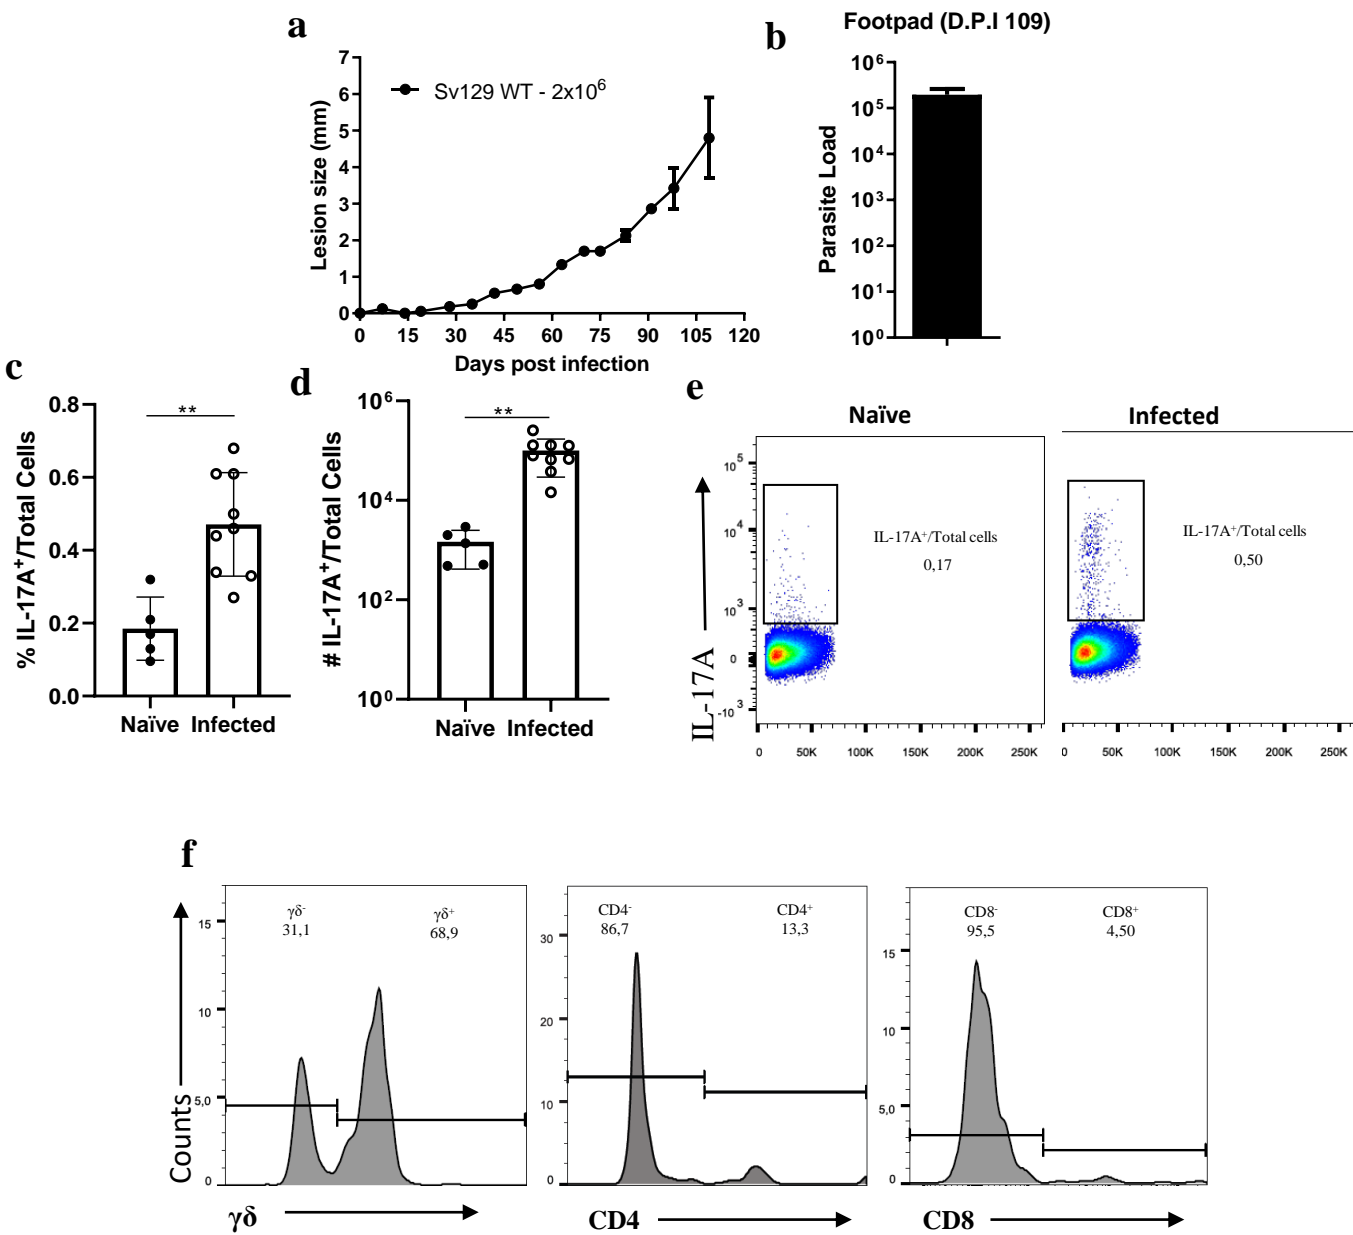 a
7
6
5
4
3
2
1
0
Lesion size (mm)
Sv129 WT - 2x10⁶
0 15 30 45 60 75 90 105 120
Days post infection
b
Footpad (D.P.I 109)
10⁶
10⁵
10⁴
10³
10²
10¹
10⁰
Parasite Load
c
0.8
0.6
0.4
0.2
0.0
% IL-17A⁺/Total Cells
**
Naïve Infected
d
10⁶
10⁴
10²
10⁰
# IL-17A⁺/Total Cells
**
Naïve Infected
e
Naïve
Infected
IL-17A
10⁵
10⁴
10³
0
-10³
IL-17A⁺/Total cells
0,17
0 50K 100K 150K 200K 250K
IL-17A⁺/Total cells
0,50
0 50K 100K 150K 200K 250K
f
Counts
15
10
5,0
0
γδ⁻
31,1
γδ⁺
68,9
γδ
30
20
10
0
CD4⁻
86,7
CD4⁺
13,3
CD4
15
10
5,0
0
CD8⁻
95,5
CD8⁺
4,50
CD8